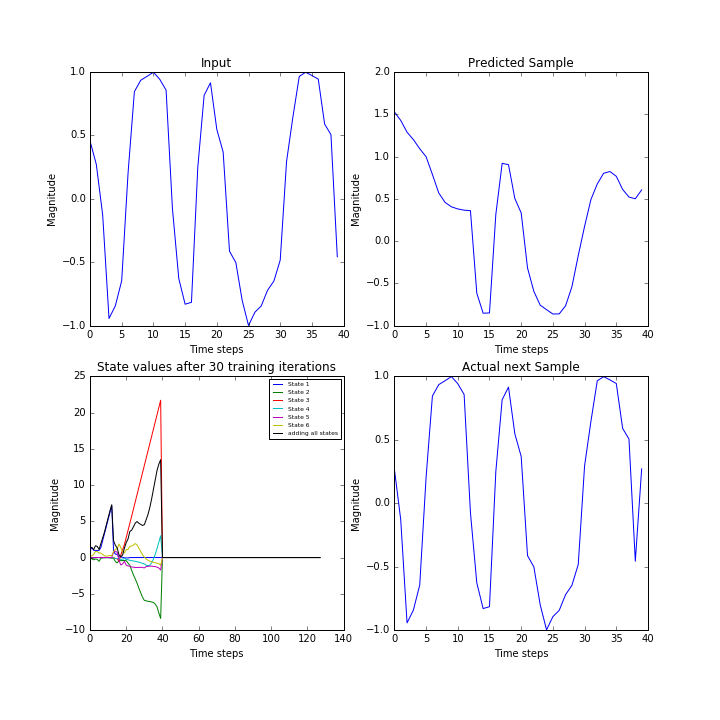 Input
Magnitude
1.0
0.5
0.0
−0.5
−1.0
0 5 10 15 20 25 30 35 40
Time steps
Predicted Sample
Magnitude
2.0
1.5
1.0
0.5
0.0
−0.5
−1.0
0 5 10 15 20 25 30 35 40
Time steps
State values after 30 training iterations
Magnitude
25
20
15
10
5
0
−5
−10
0 20 40 60 80 100 120 140
Time steps
State 1
State 2
State 3
State 4
State 5
State 6
adding all states
Actual next Sample
Magnitude
1.0
0.5
0.0
−0.5
−1.0
0 5 10 15 20 25 30 35 40
Time steps